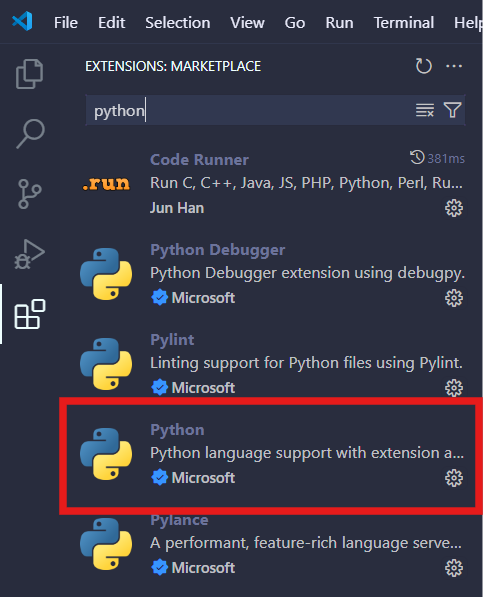 File Edit Selection View Go Run Terminal Help
EXTENSIONS: MARKETPLACE
python
Code Runner 381ms
.run Run C, C++, Java, JS, PHP, Python, Perl, Ru...
Jun Han
Python Debugger
Python Debugger extension using debugpy.
Microsoft
Pylint
Linting support for Python files using Pylint.
Microsoft
Python
Python language support with extension a...
Microsoft
Pylance
A performant, feature-rich language serve...
Microsoft